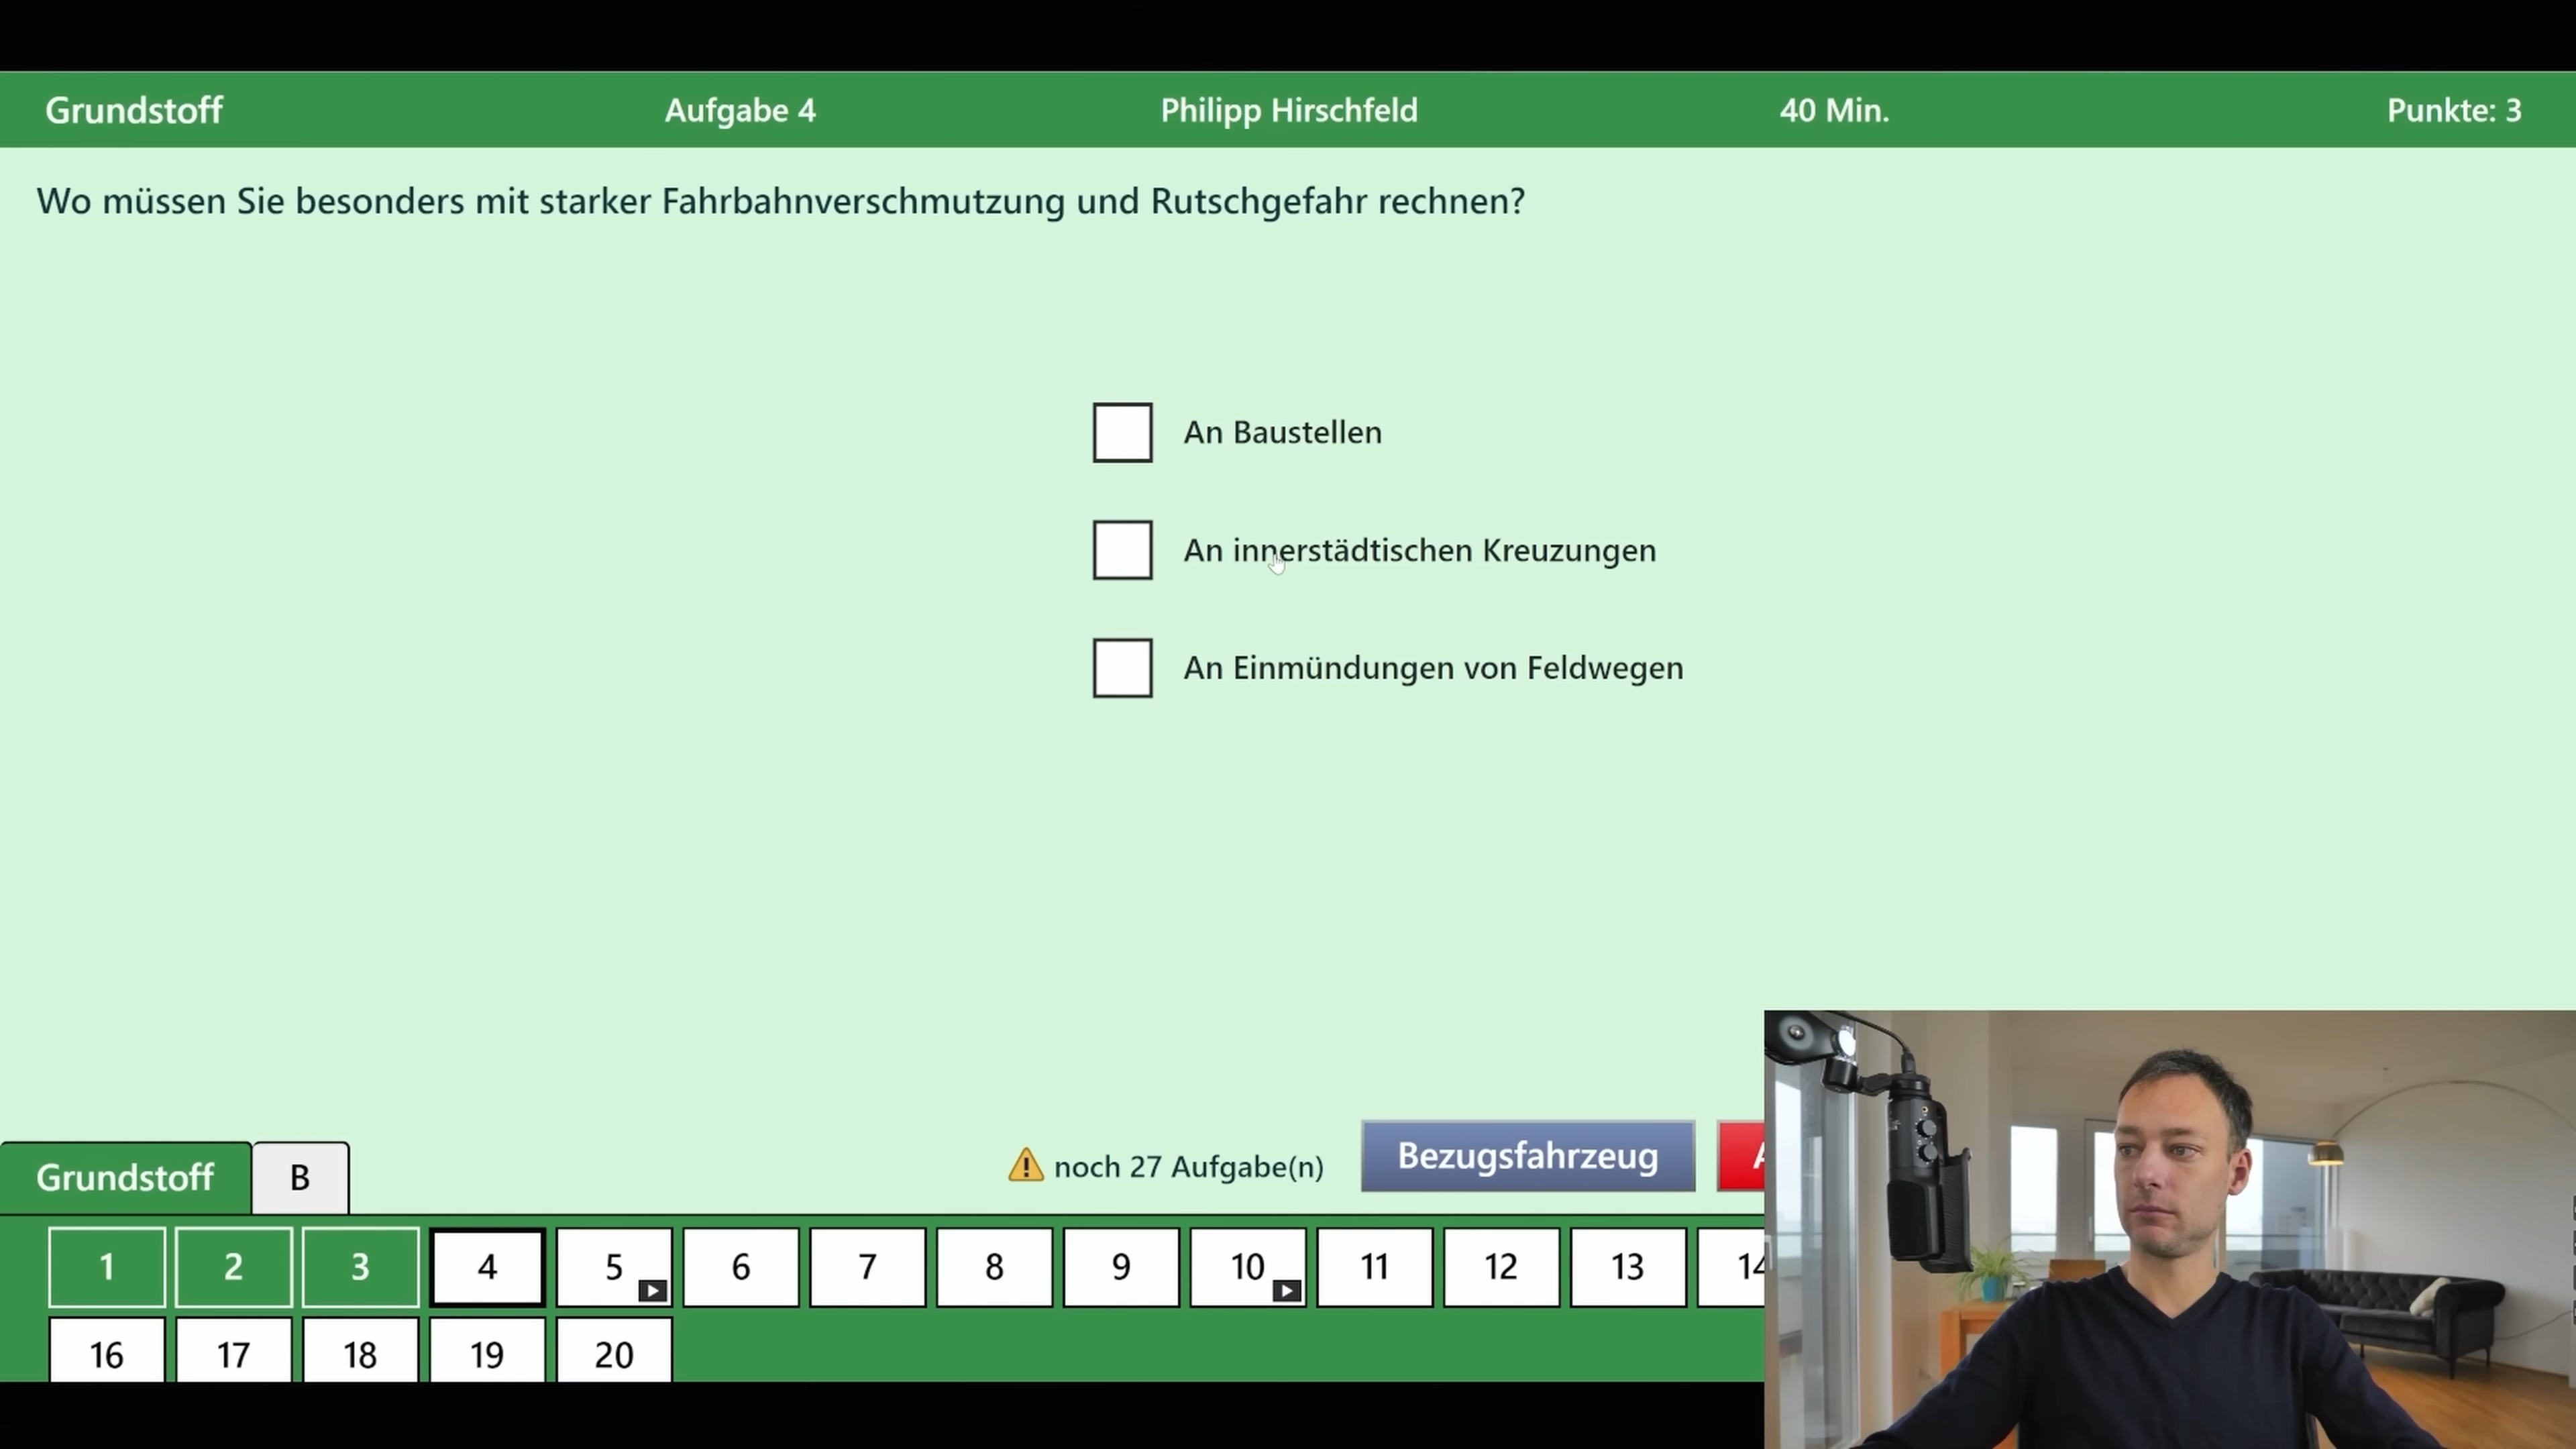 Grundstoff Aufgabe 4 Philipp Hirschfeld 40 Min. Punkte: 3
Wo müssen Sie besonders mit starker Fahrbahnverschmutzung und Rutschgefahr rechnen?
An Baustellen
An innerstädtischen Kreuzungen
An Einmündungen von Feldwegen
Grundstoff B noch 27 Aufgabe(n) Bezugsfahrzeug
1 2 3 4 5 6 7 8 9 10 11 12 13 14
16 17 18 19 20